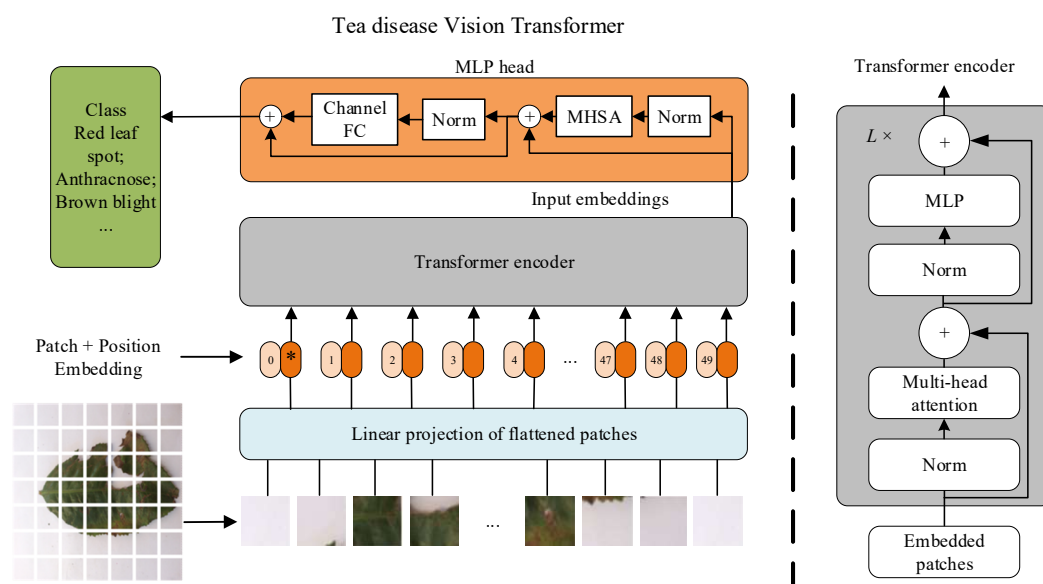 Tea disease Vision Transformer
MLP head
Class
Red leaf
spot;
Anthracnose;
Brown blight
...
+
Channel
FC
Norm
+
MHSA
Norm
Input embeddings
Transformer encoder
Patch + Position
Embedding
0 * 1 2 3 4 ... 47 48 49
Linear projection of flattened patches
...
Transformer encoder
L ×
+
MLP
Norm
+
Multi-head
attention
Norm
Embedded
patches